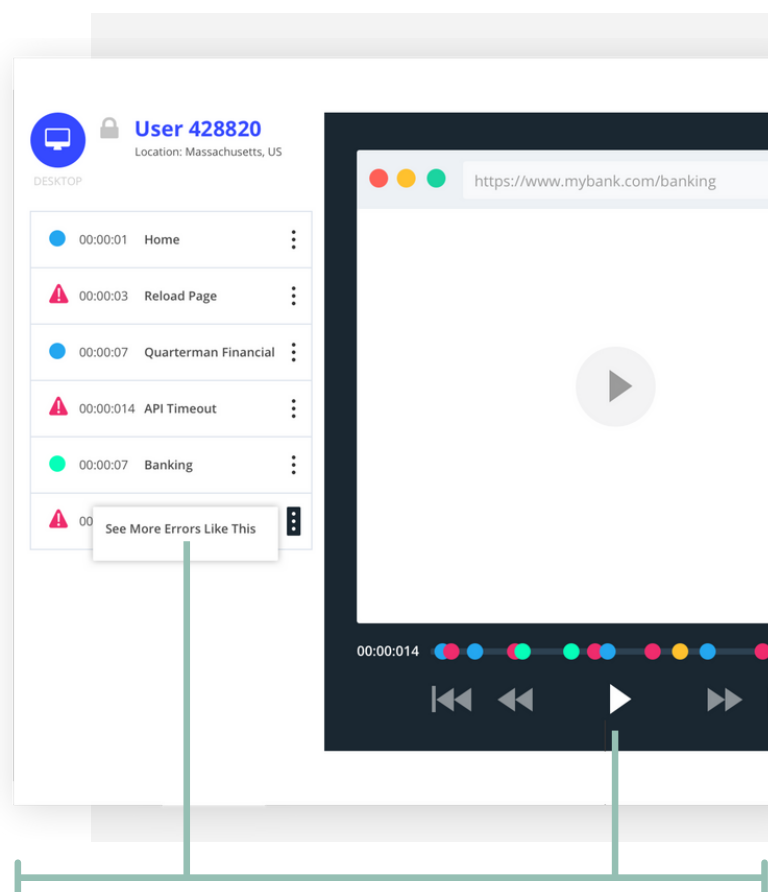 User 428820
Location: Massachusetts, US
DESKTOP
https://www.mybank.com/banking
00:00:01 Home
00:00:03 Reload Page
00:00:07 Quarterman Financial
00:00:014 API Timeout
00:00:07 Banking
00
See More Errors Like This
00:00:014